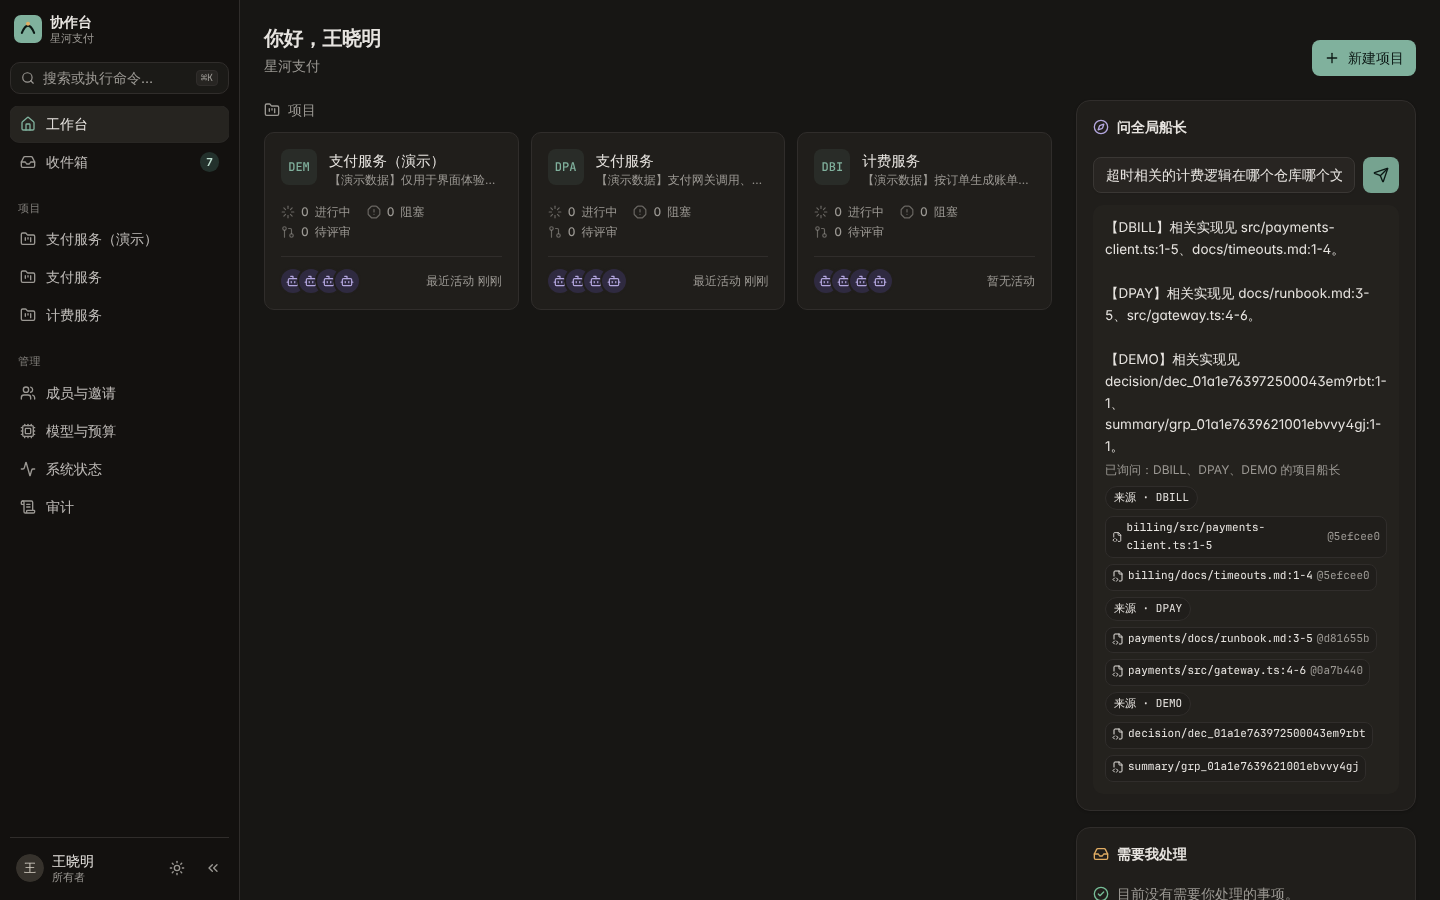 协作台
星河支付
搜索或执行命令... ⌘K
工作台
收件箱 7
项目
支付服务（演示）
支付服务
计费服务
管理
成员与邀请
模型与预算
系统状态
审计
王 王晓明
所有者
你好，王晓明
星河支付
新建项目
项目
DEM 支付服务（演示）
【演示数据】仅用于界面体验...
0 进行中 0 阻塞
0 待评审
最近活动 刚刚
DPA 支付服务
【演示数据】支付网关调用、...
0 进行中 0 阻塞
0 待评审
最近活动 刚刚
DBI 计费服务
【演示数据】按订单生成账单...
0 进行中 0 阻塞
0 待评审
暂无活动
问全局船长
超时相关的计费逻辑在哪个仓库哪个文
【DBILL】相关实现见 src/payments-
client.ts:1-5、docs/timeouts.md:1-4。
【DPAY】相关实现见 docs/runbook.md:3-
5、src/gateway.ts:4-6。
【DEMO】相关实现见
decision/dec_01a1e763972500043em9rbt:1-
1、
summary/grp_01a1e7639621001ebvvy4gj:1-
1。
已询问：DBILL、DPAY、DEMO 的项目船长
来源 · DBILL
billing/src/payments-
client.ts:1-5 @5efcee0
billing/docs/timeouts.md:1-4 @5efcee0
来源 · DPAY
payments/docs/runbook.md:3-5 @d81655b
payments/src/gateway.ts:4-6 @0a7b440
来源 · DEMO
decision/dec_01a1e763972500043em9rbt
summary/grp_01a1e7639621001ebvvy4gj
需要我处理
目前没有需要你处理的事项。